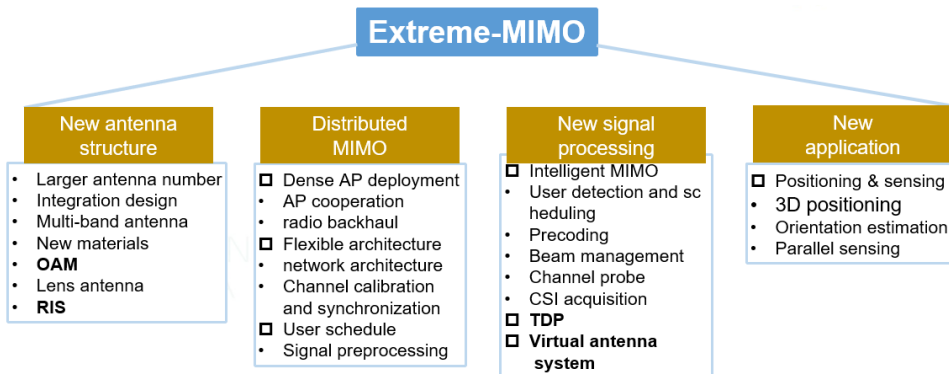 Extreme-MIMO
New antenna
structure
• Larger antenna number
• Integration design
• Multi-band antenna
• New materials
• OAM
• Lens antenna
• RIS
Distributed
MIMO
☐ Dense AP deployment
• AP cooperation
• radio backhaul
☐ Flexible architecture
• network architecture
• Channel calibration
and synchronization
☐ User schedule
• Signal preprocessing
New signal
processing
☐ Intelligent MIMO
• User detection and sc
heduling
• Precoding
• Beam management
• Channel probe
• CSI acquisition
☐ TDP
☐ Virtual antenna
system
New
application
☐ Positioning & sensing
• 3D positioning
• Orientation estimation
• Parallel sensing